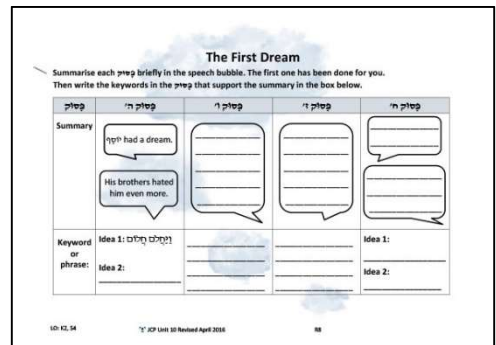 The First Dream
Summarise each פָּסוּק briefly in the speech bubble. The first one has been done for you.
Then write the keywords in the פָּסוּק that support the summary in the box below.
פָּסוּק פָּסוּק ה' פָּסוּק ו' פָּסוּק ז' פָּסוּק ח'
Summary
יוֹסֵף had a dream.
His brothers hated
him even more.
Keyword
or
phrase:
Idea 1: וַיַּחֲלֹם חֲלוֹם
Idea 2:
Idea 1:
Idea 2:
LO: K2, S4
JCP Unit 10 Revised April 2016
R8